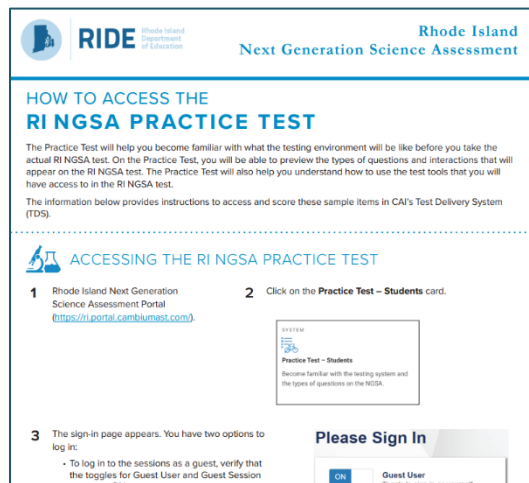 RIDE Rhode Island
Department
of Education
Rhode Island
Next Generation Science Assessment
HOW TO ACCESS THE
RI NGSA PRACTICE TEST
The Practice Test will help you become familiar with what the testing environment will be like before you take the
actual RI NGSA test. On the Practice Test, you will be able to preview the types of questions and interactions that will
appear on the RI NGSA test. The Practice Test will also help you understand how to use the test tools that you will
have access to in the RI NGSA test.
The information below provides instructions to access and score these sample items in CAI's Test Delivery System
(TDS).
ACCESSING THE RI NGSA PRACTICE TEST
1 Rhode Island Next Generation
Science Assessment Portal
(https://ri.portal.cambiumast.com/).
2 Click on the Practice Test – Students card.
SYSTEM
Practice Test – Students
Become familiar with the testing system and
the types of questions on the NGSA.
3 The sign-in page appears. You have two options to
log in:
• To log in to the sessions as a guest, verify that
the toggles for Guest User and Guest Session
Please Sign In
ON
Guest User